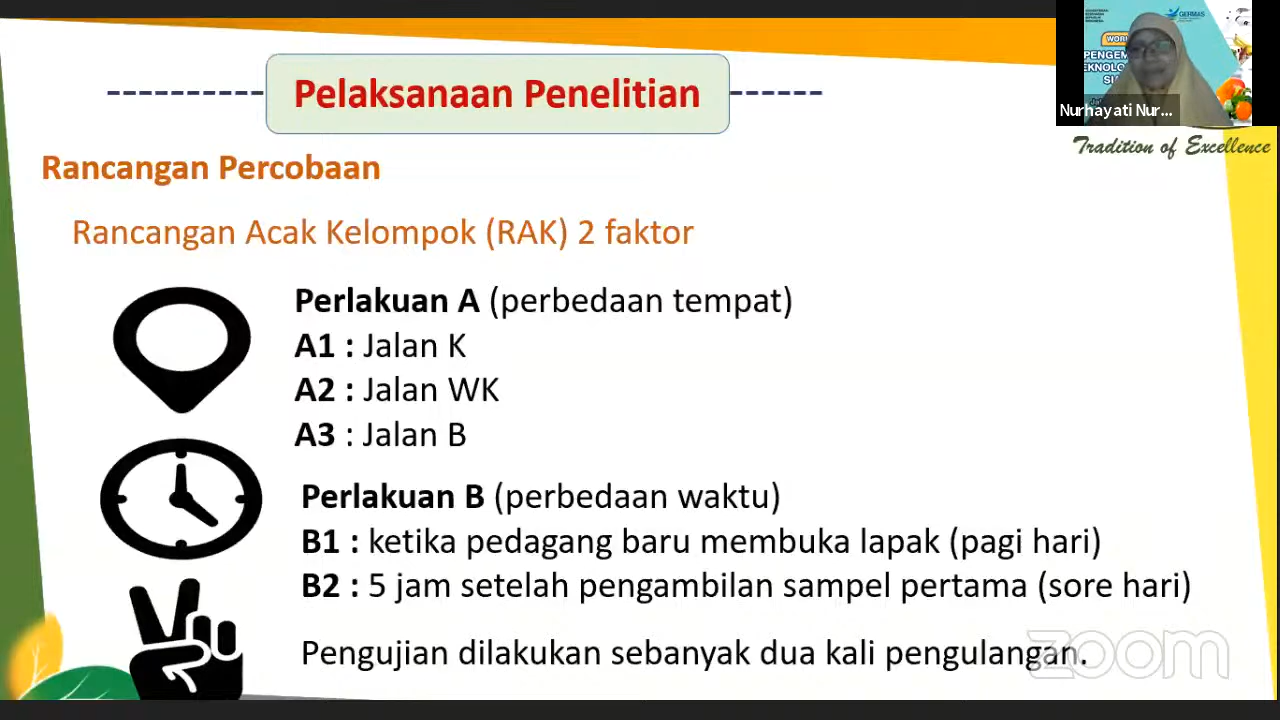 Pelaksanaan Penelitian
GERMAS
Nurhayati Nur...
Tradition of Excellence
Rancangan Percobaan
Rancangan Acak Kelompok (RAK) 2 faktor
Perlakuan A (perbedaan tempat)
A1 : Jalan K
A2 : Jalan WK
A3 : Jalan B
Perlakuan B (perbedaan waktu)
B1 : ketika pedagang baru membuka lapak (pagi hari)
B2 : 5 jam setelah pengambilan sampel pertama (sore hari)
Pengujian dilakukan sebanyak dua kali pengulangan.
zoom